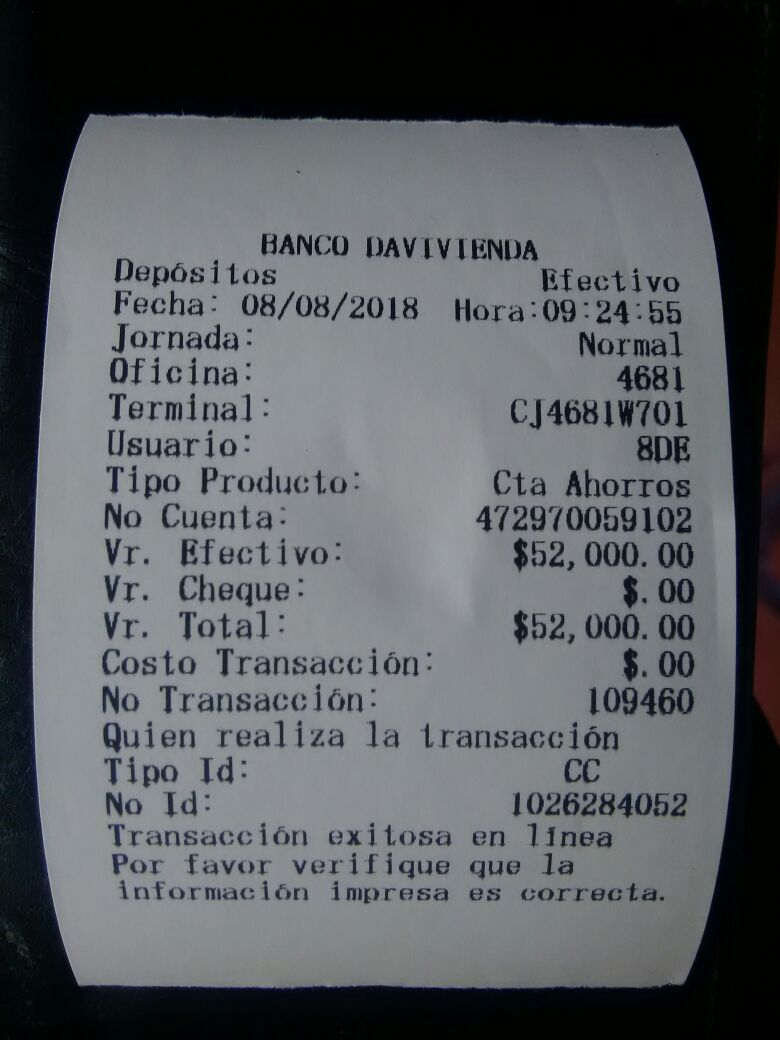 BANCO DAVIVIENDA
Depósitos Efectivo
Fecha: 08/08/2018 Hora:09:24:55
Jornada: Normal
Oficina: 4681
Terminal: CJ4681W701
Usuario: 8DE
Tipo Producto: Cta Ahorros
No Cuenta: 472970059102
Vr. Efectivo: $52,000.00
Vr. Cheque: $.00
Vr. Total: $52,000.00
Costo Transacción: $.00
No Transacción: 109460
Quien realiza la transacción
Tipo Id: CC
No Id: 1026284052
Transacción exitosa en línea
Por favor verifique que la
información impresa es correcta.